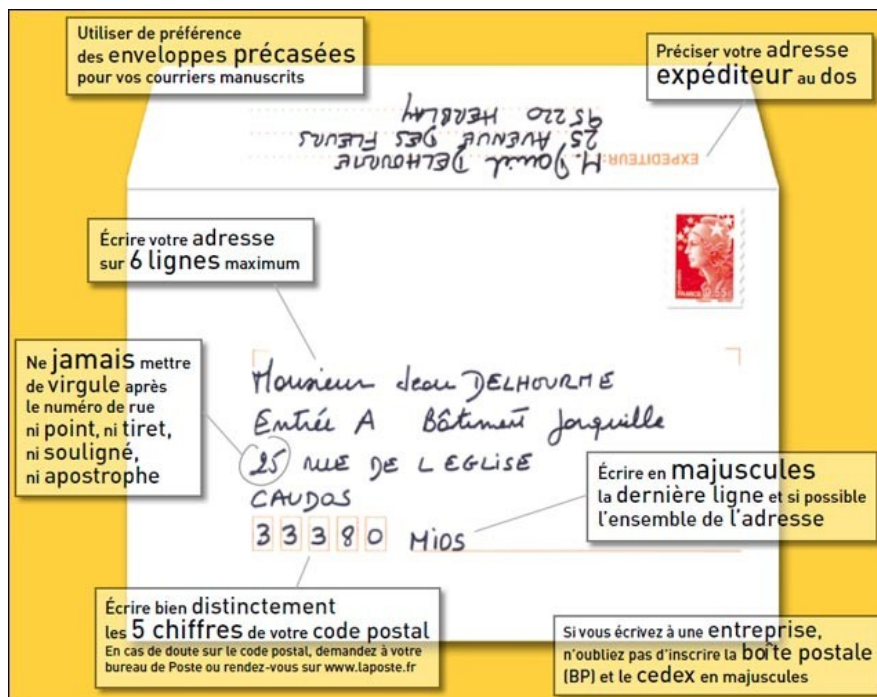 Utiliser de préférence
des enveloppes précasées
pour vos courriers manuscrits
Préciser votre adresse
expéditeur au dos
EXPEDITEUR: M. Daniel DELHOURME
25 AVENUE DES FLEURS
95220 HERBLAY
Écrire votre adresse
sur 6 lignes maximum
FRANCE 0,55
Ne jamais mettre
de virgule après
le numéro de rue
ni point, ni tiret,
ni souligné,
ni apostrophe
Monsieur Jean DELHOURME
Entrée A Bâtiment Jonquille
25 RUE DE L EGLISE
CAUDOS
33380 MIOS
Écrire en majuscules
la dernière ligne et si possible
l'ensemble de l'adresse
Écrire bien distinctement
les 5 chiffres de votre code postal
En cas de doute sur le code postal, demandez à votre
bureau de Poste ou rendez-vous sur www.laposte.fr
Si vous écrivez à une entreprise,
n'oubliez pas d'inscrire la boîte postale
(BP) et le cedex en majuscules